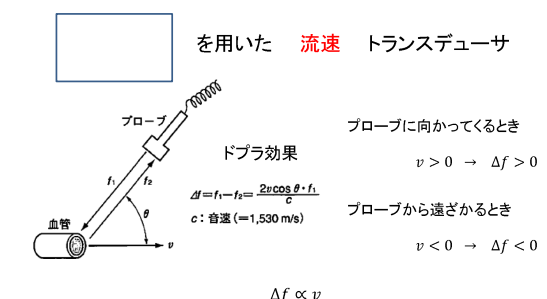 を用いた 流速 トランスデューサ
プローブ
プローブに向かってくるとき
ドプラ効果
v > 0 → Δf > 0
f₁
f₂
Δf=f₁−f₂=2vcosθ・f₁/c
プローブから遠ざかるとき
θ
c：音速(=1,530 m/s)
血管
v
v < 0 → Δf < 0
Δf ∝ v